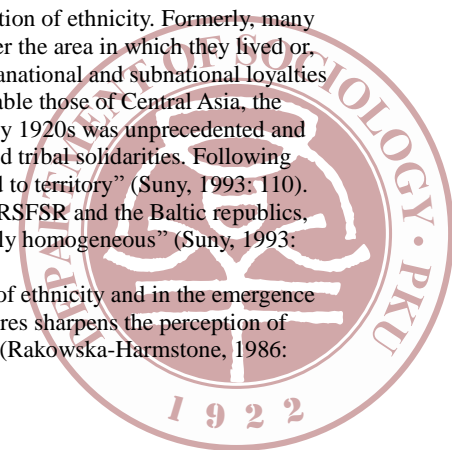 tion of ethnicity. Formerly, many
er the area in which they lived or,
anational and subnational loyalties
able those of Central Asia, the
y 1920s was unprecedented and
d tribal solidarities. Following
d to territory” (Suny, 1993: 110).
RSFSR and the Baltic republics,
ly homogeneous” (Suny, 1993:
of ethnicity and in the emergence
res sharpens the perception of
(Rakowska-Harmstone, 1986:
DEPARTMENT OF SOCIOLOGY · PKU
1922